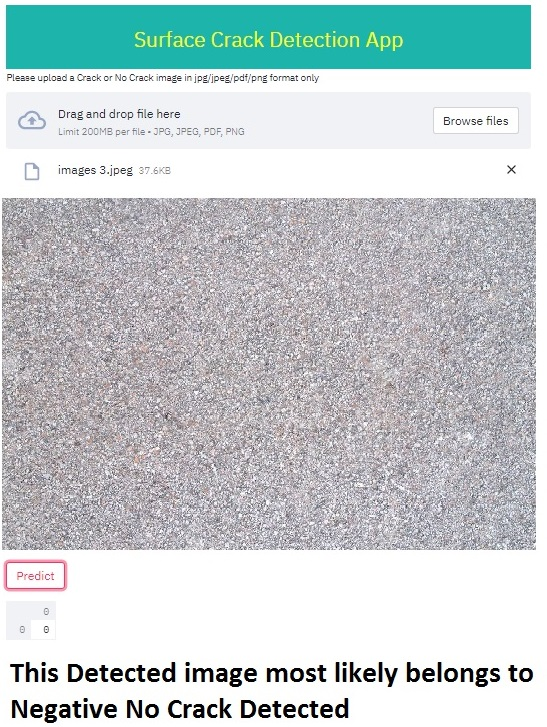 Surface Crack Detection App
Please upload a Crack or No Crack image in jpg/jpeg/pdf/png format only
Drag and drop file here
Limit 200MB per file • JPG, JPEG, PDF, PNG
Browse files
images 3.jpeg 37.6KB
Predict
0
0 0
This Detected image most likely belongs to
Negative No Crack Detected